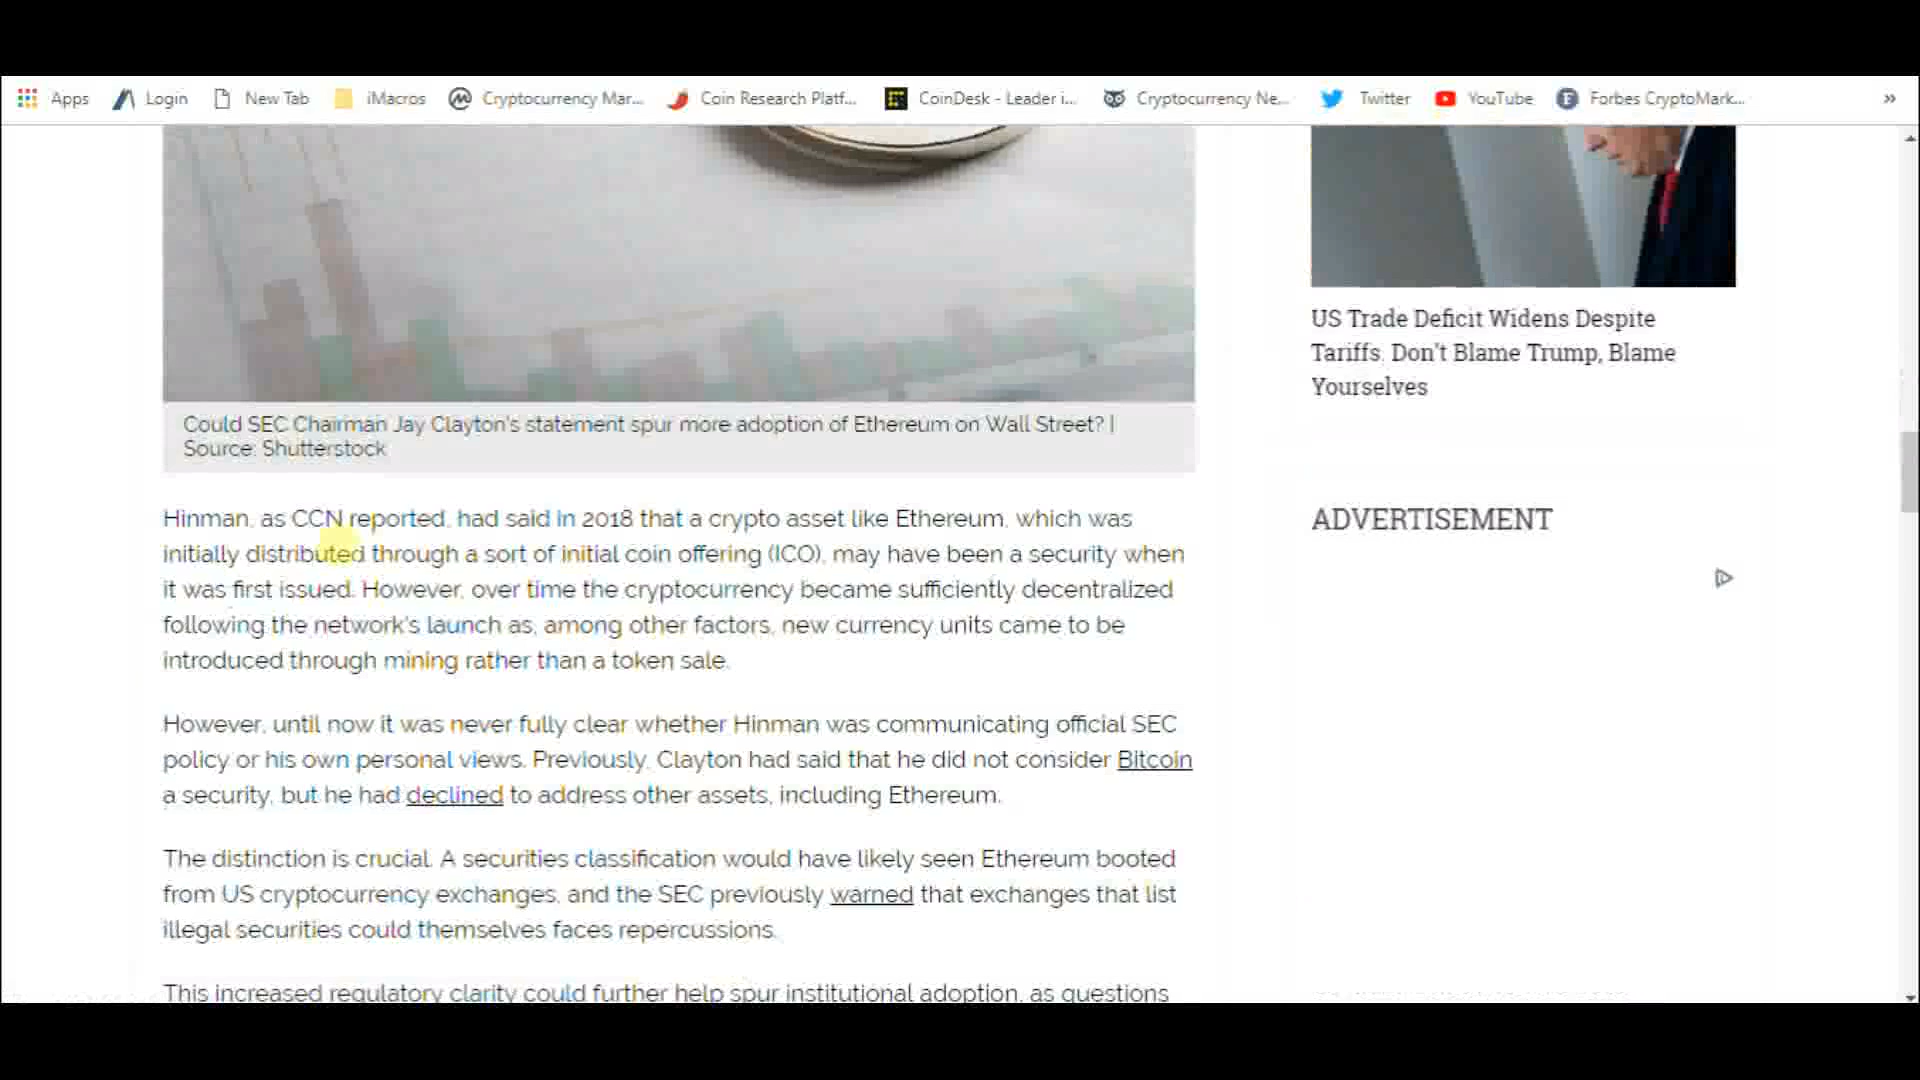 Apps Login New Tab iMacros Cryptocurrency Mar... Coin Research Platf... CoinDesk - Leader i... Cryptocurrency Ne... Twitter YouTube Forbes CryptoMark... »
Could SEC Chairman Jay Clayton's statement spur more adoption of Ethereum on Wall Street? |
Source: Shutterstock
Hinman, as CCN reported, had said in 2018 that a crypto asset like Ethereum, which was
initially distributed through a sort of initial coin offering (ICO), may have been a security when
it was first issued. However, over time the cryptocurrency became sufficiently decentralized
following the network's launch as, among other factors, new currency units came to be
introduced through mining rather than a token sale.
However, until now it was never fully clear whether Hinman was communicating official SEC
policy or his own personal views. Previously, Clayton had said that he did not consider Bitcoin
a security, but he had declined to address other assets, including Ethereum.
The distinction is crucial. A securities classification would have likely seen Ethereum booted
from US cryptocurrency exchanges, and the SEC previously warned that exchanges that list
illegal securities could themselves faces repercussions.
This increased regulatory clarity could further help spur institutional adoption, as questions
US Trade Deficit Widens Despite
Tariffs. Don't Blame Trump, Blame
Yourselves
ADVERTISEMENT